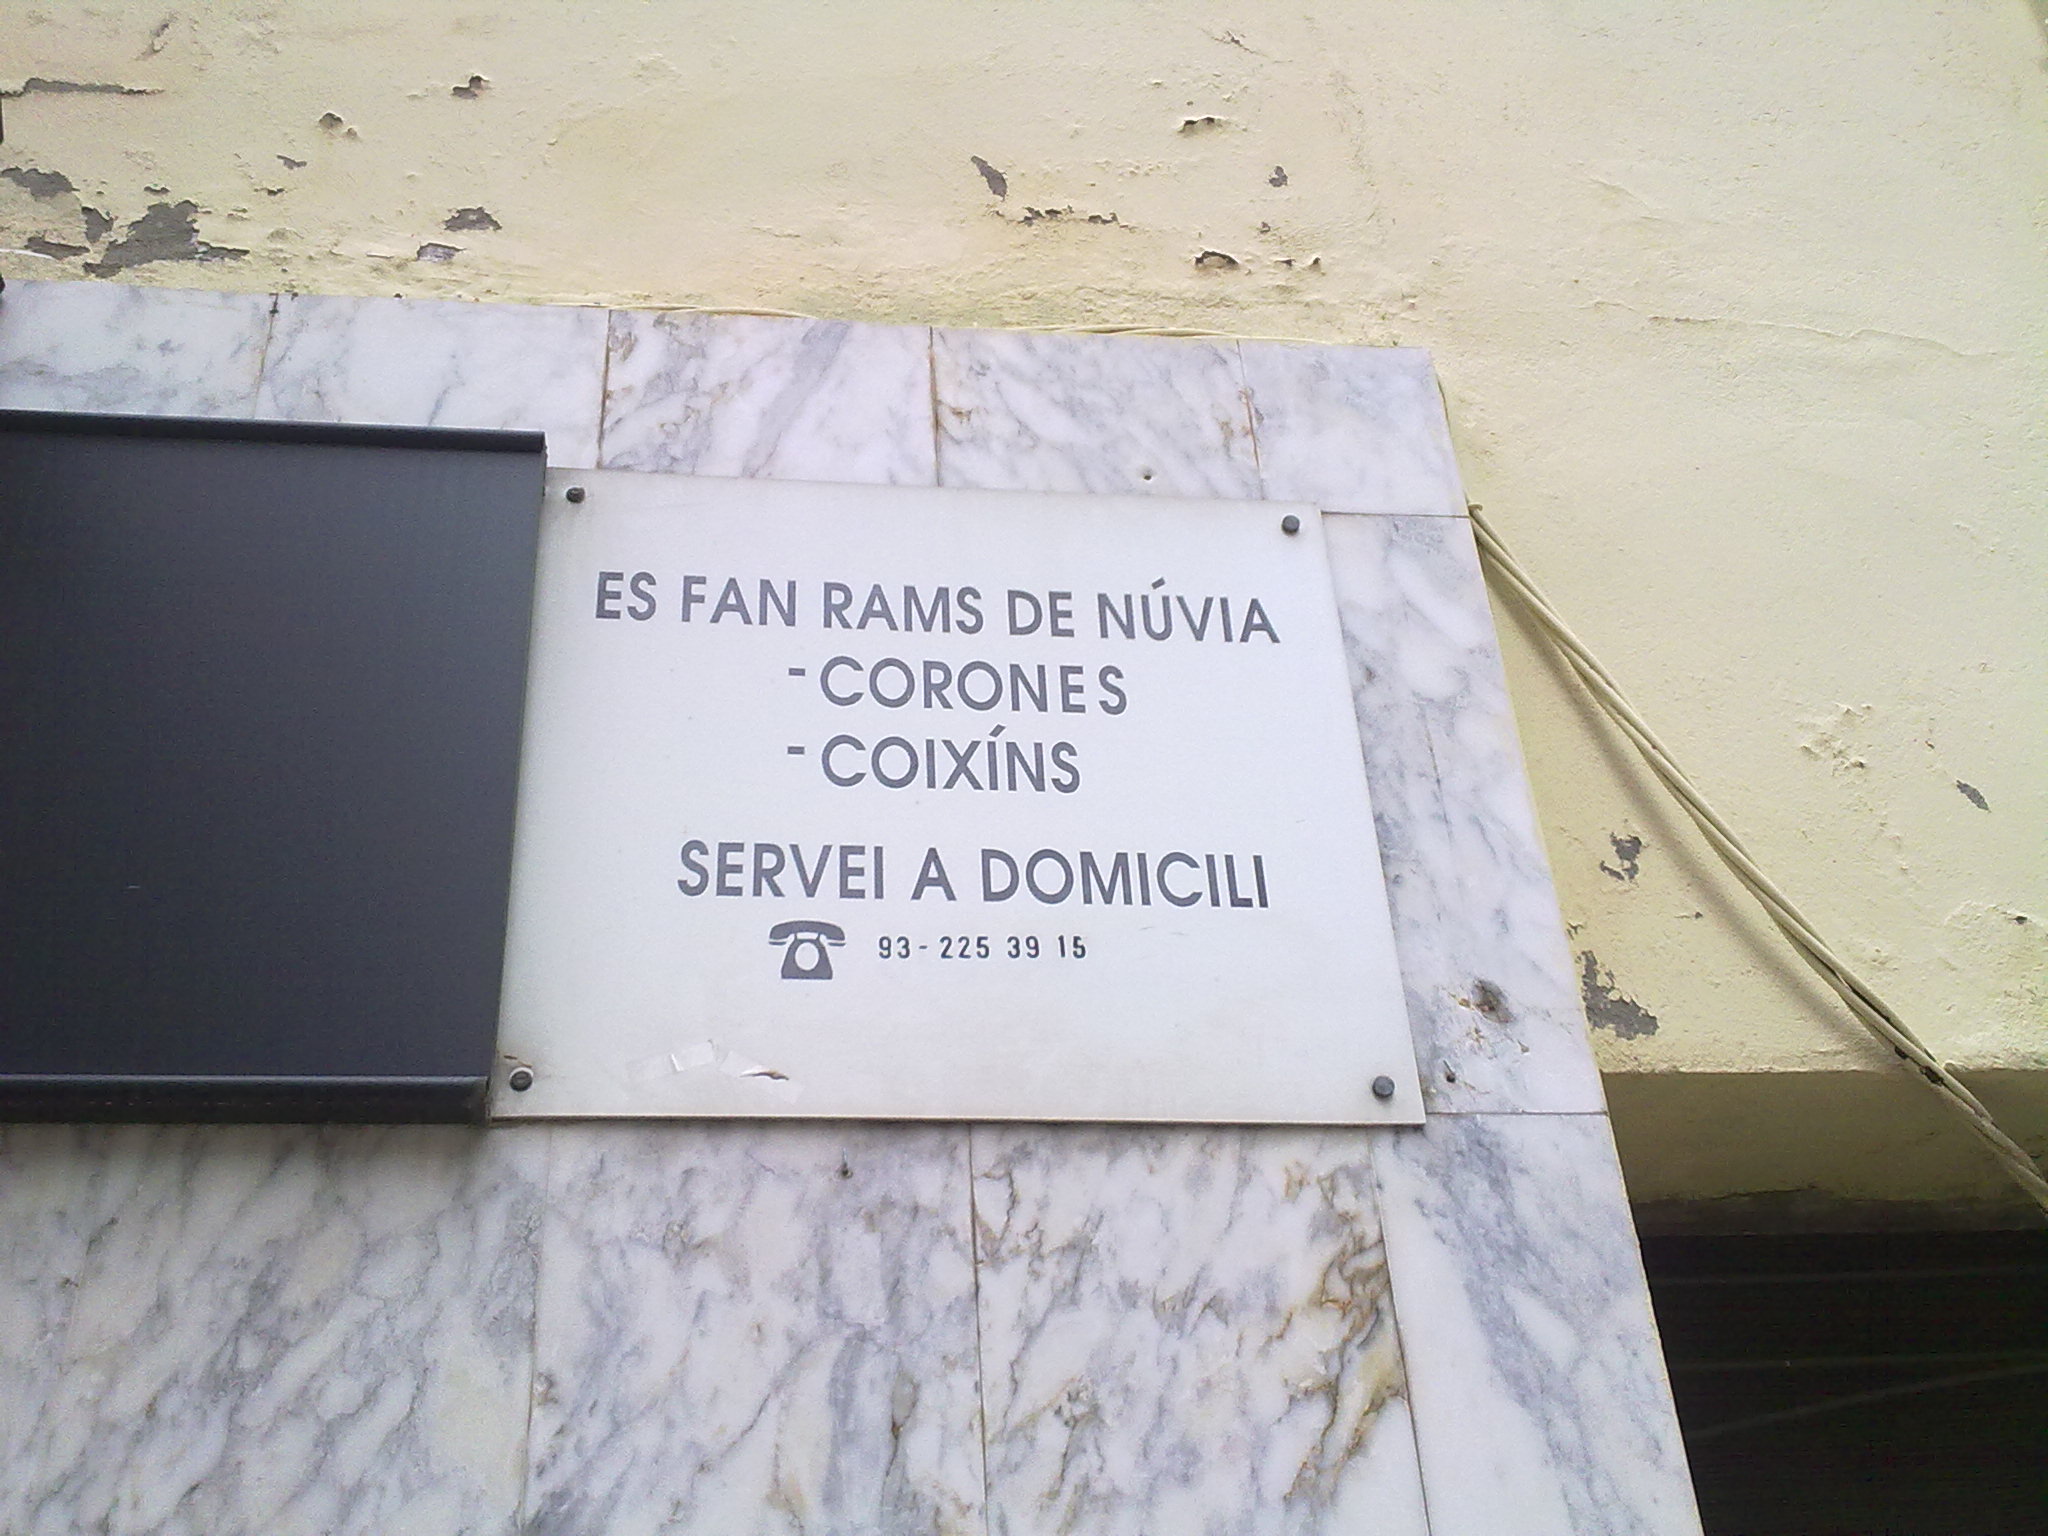 ES FAN RAMS DE NÚVIA
- CORONES
- COIXÍNS
SERVEI A DOMICILI
93-225 39 15